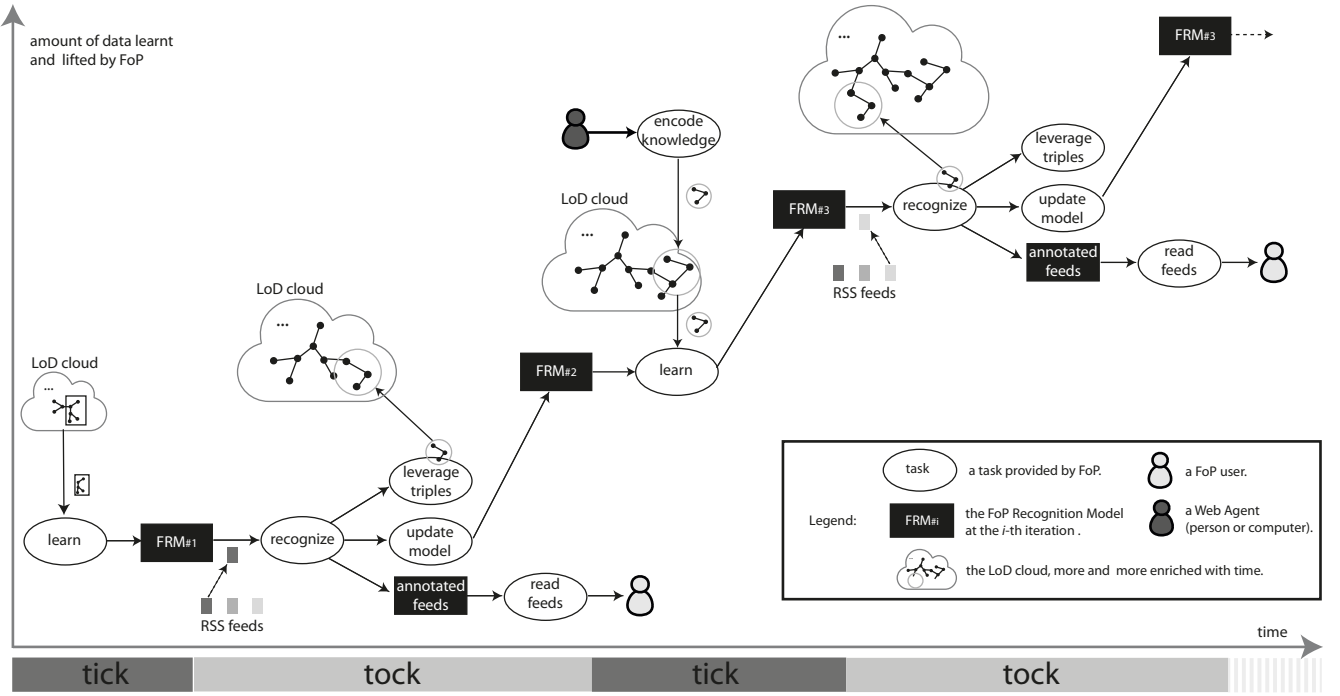 amount of data learnt
and lifted by FoP
LoD cloud
...
learn
FRM#1
RSS feeds
recognize
LoD cloud
...
leverage
triples
update
model
annotated
feeds
read
feeds
FRM#2
encode
knowledge
LoD cloud
...
learn
FRM#3
RSS feeds
...
recognize
leverage
triples
update
model
annotated
feeds
read
feeds
FRM#3
Legend:
task
a task provided by FoP.
a FoP user.
FRM#i
the FoP Recognition Model
at the i-th iteration .
a Web Agent
(person or computer).
the LoD cloud, more and more enriched with time.
time
tick
tock
tick
tock